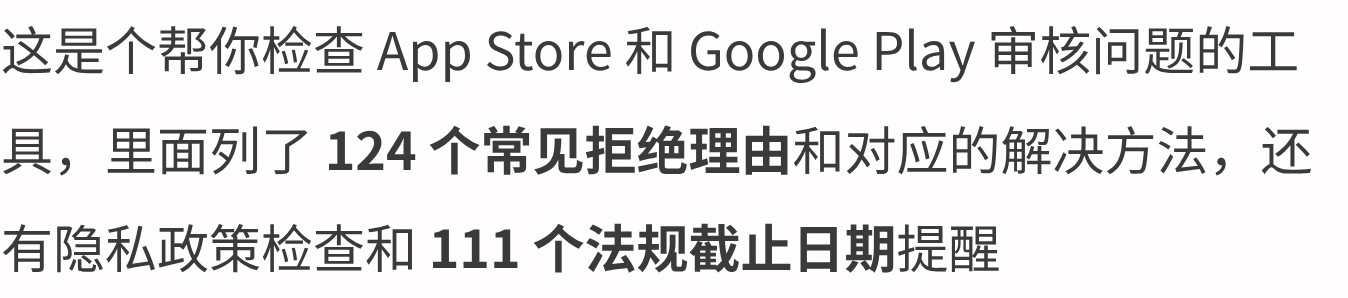 这是个帮你检查 App Store 和 Google Play 审核问题的工
具，里面列了 124 个常见拒绝理由和对应的解决方法，还
有隐私政策检查和 111 个法规截止日期提醒